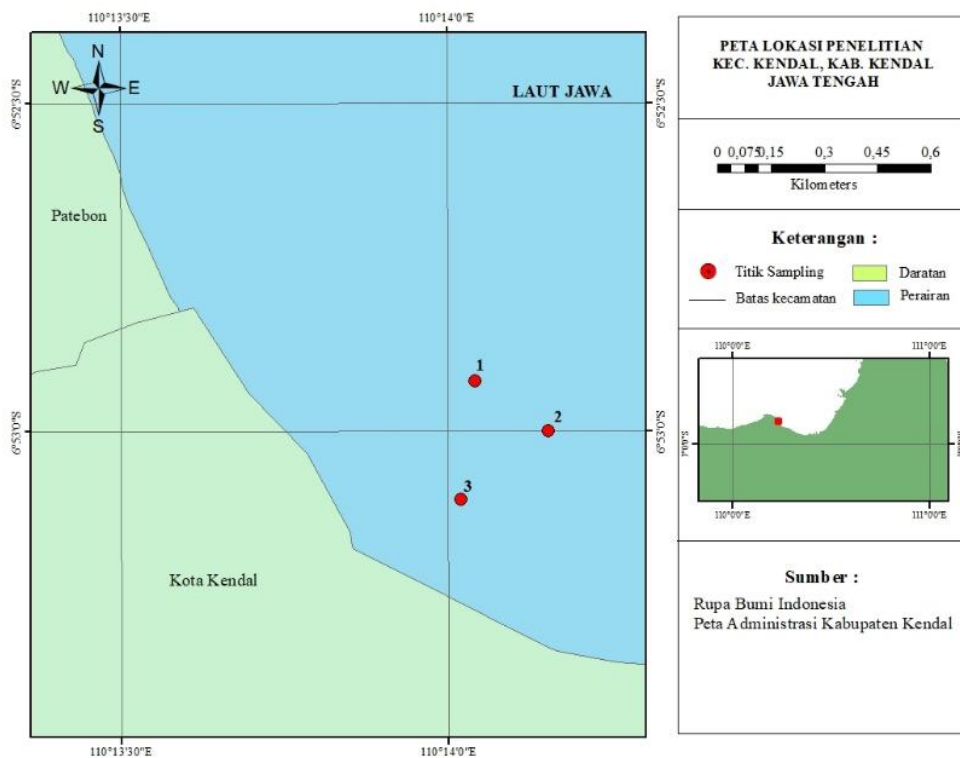 110°13'30"E 110°14'0"E
N
W E
S
LAUT JAWA
6°52'30"S 6°52'30"S
Patebon
1
2
6°53'0"S 6°53'0"S
3
Kota Kendal
110°13'30"E 110°14'0"E
PETA LOKASI PENELITIAN
KEC. KENDAL, KAB. KENDAL
JAWA TENGAH
0 0,075 0,15 0,3 0,45 0,6
Kilometers
Keterangan :
Titik Sampling Daratan
Batas kecamatan Perairan
110°0'0"E 111°0'0"E
7°0'0"S
110°0'0"E 111°0'0"E
Sumber :
Rupa Bumi Indonesia
Peta Administrasi Kabupaten Kendal